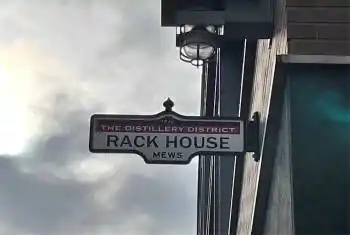 THE DISTILLERY DISTRICT
RACK HOUSE
MEWS